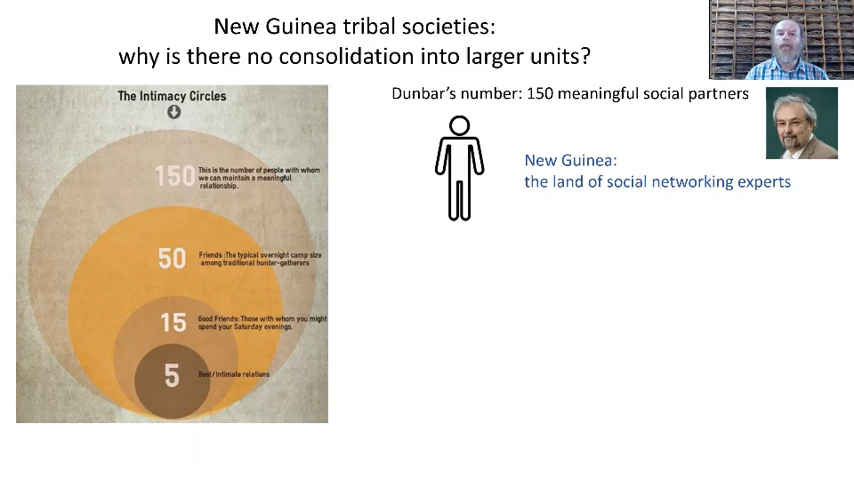 New Guinea tribal societies:
why is there no consolidation into larger units?
The Intimacy Circles
150
This is the number of people with whom
we can maintain a meaningful
relationship.
50
Friends :The typical overnight camp size
among traditional hunter-gatherers
15
Good Friends: Those with whom you might
spend your Saturday evenings.
5
Best/Intimate relations
Dunbar's number: 150 meaningful social partners
New Guinea:
the land of social networking experts